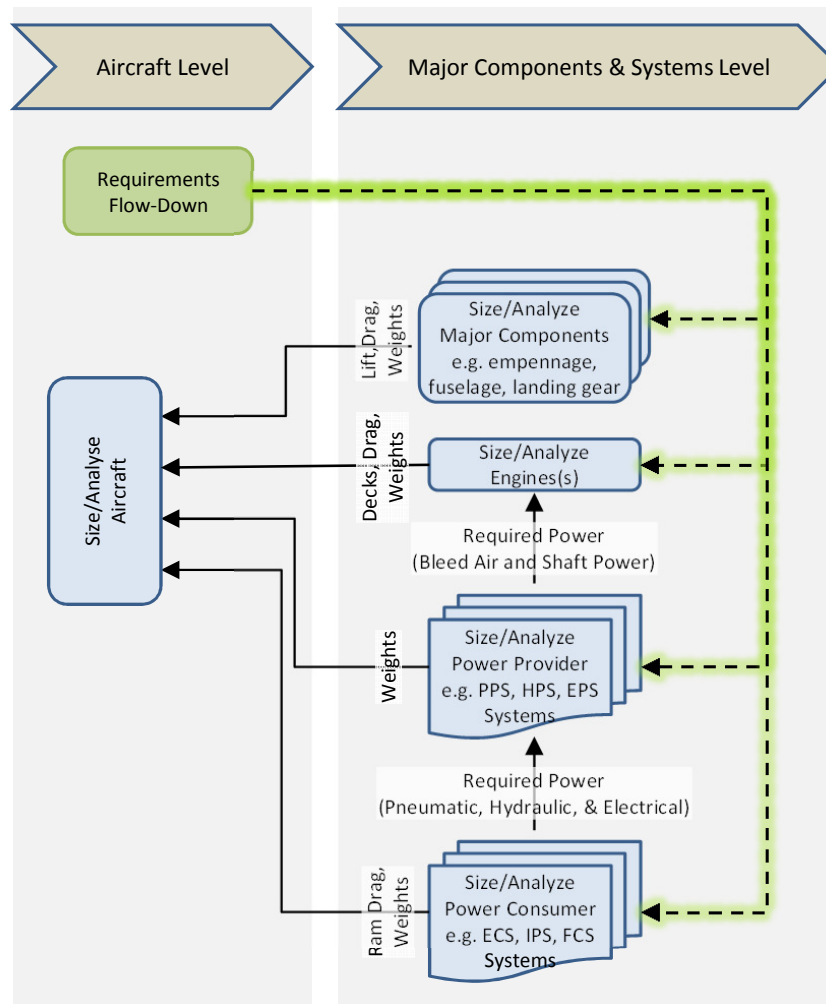 Aircraft Level
Major Components & Systems Level
Requirements
Flow-Down
Size/Analyze
Major Components
e.g. empennage,
fuselage, landing gear
Lift,Drag,
Weights
Size/Analyse
Aircraft
Decks, Drag,
Weights
Size/Analyze
Engines(s)
Required Power
(Bleed Air and Shaft Power)
Weights
Size/Analyze
Power Provider
e.g. PPS, HPS, EPS
Systems
Required Power
(Pneumatic, Hydraulic, & Electrical)
Ram Drag,
Weights
Size/Analyze
Power Consumer
e.g. ECS, IPS, FCS
Systems